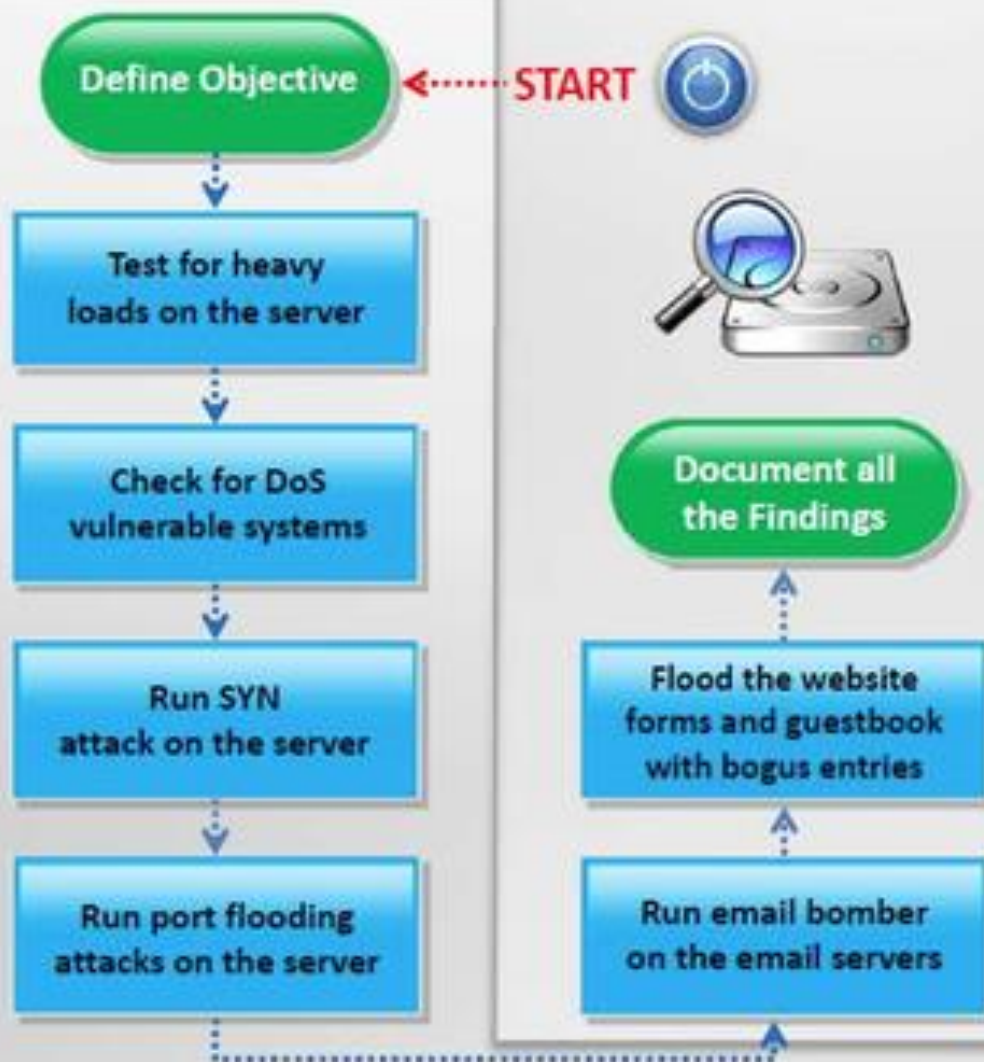 Define Objective
START
Test for heavy
loads on the server
Check for DoS
vulnerable systems
Run SYN
attack on the server
Run port flooding
attacks on the server
Run email bomber
on the email servers
Flood the website
forms and guestbook
with bogus entries
Document all
the Findings